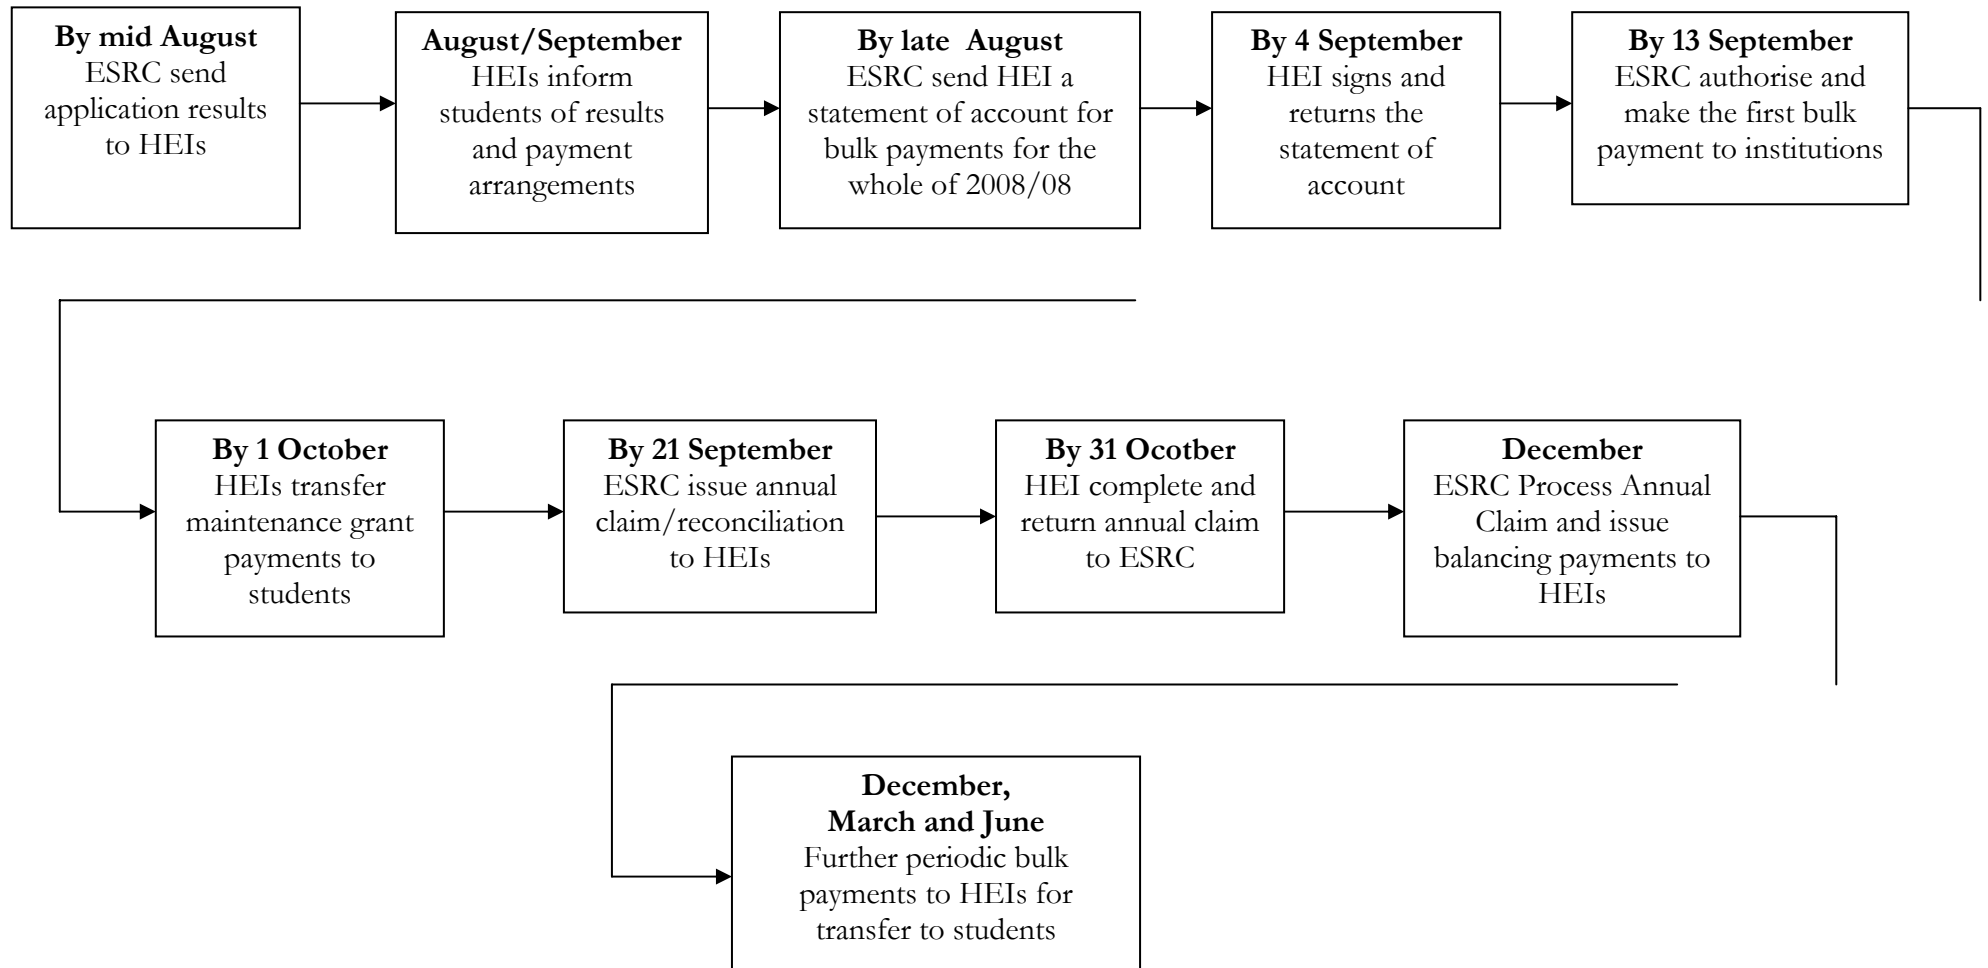 By mid August
ESRC send
application results
to HEIs
August/September
HEIs inform
students of results
and payment
arrangements
By late  August
ESRC send HEI a
statement of account for
bulk payments for the
whole of 2008/08
By 4 September
HEI signs and
returns the
statement of
account
By 13 September
ESRC authorise and
make the first bulk
payment to institutions
By 1 October
HEIs transfer
maintenance grant
payments to
students
By 21 September
ESRC issue annual
claim/reconciliation
to HEIs
By 31 Ocotber
HEI complete and
return annual claim
to ESRC
December
ESRC Process Annual
Claim and issue
balancing payments to
HEIs
December,
March and June
Further periodic bulk
payments to HEIs for
transfer to students